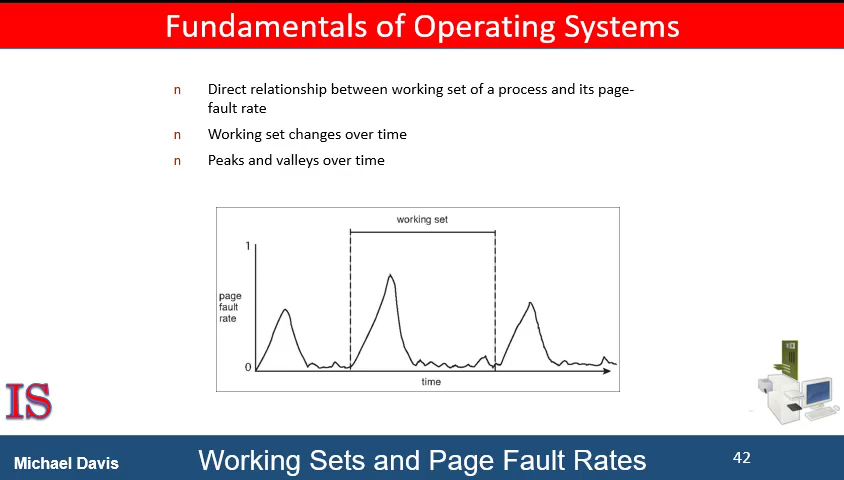 Fundamentals of Operating Systems
n Direct relationship between working set of a process and its page-
fault rate
n Working set changes over time
n Peaks and valleys over time
working set
1
page
fault
rate
0
time
IS
Michael Davis
Working Sets and Page Fault Rates
42